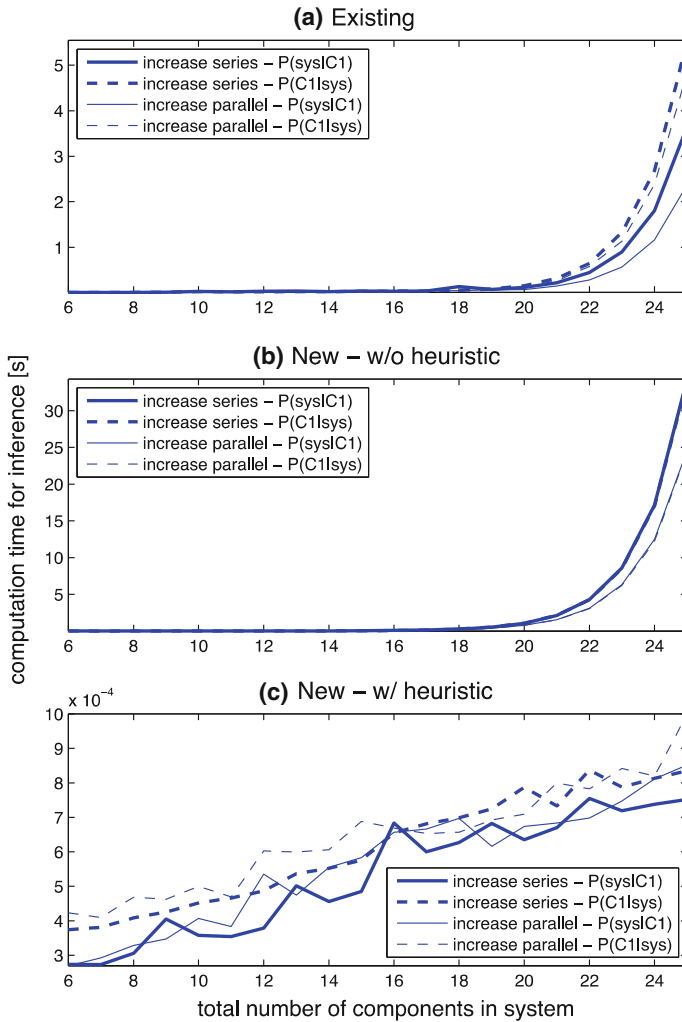 (a) Existing
increase series – P(sys|C1)
increase series – P(C1|sys)
increase parallel – P(sys|C1)
increase parallel – P(C1|sys)
5
4
3
2
1
6 8 10 12 14 16 18 20 22 24
(b) New – w/o heuristic
increase series – P(sys|C1)
increase series – P(C1|sys)
increase parallel – P(sys|C1)
increase parallel – P(C1|sys)
30
25
20
15
10
5
6 8 10 12 14 16 18 20 22 24
computation time for inference [s]
(c) New – w/ heuristic
x 10⁻⁴
10
9
8
7
6
5
4
3
increase series – P(sys|C1)
increase series – P(C1|sys)
increase parallel – P(sys|C1)
increase parallel – P(C1|sys)
6 8 10 12 14 16 18 20 22 24
total number of components in system